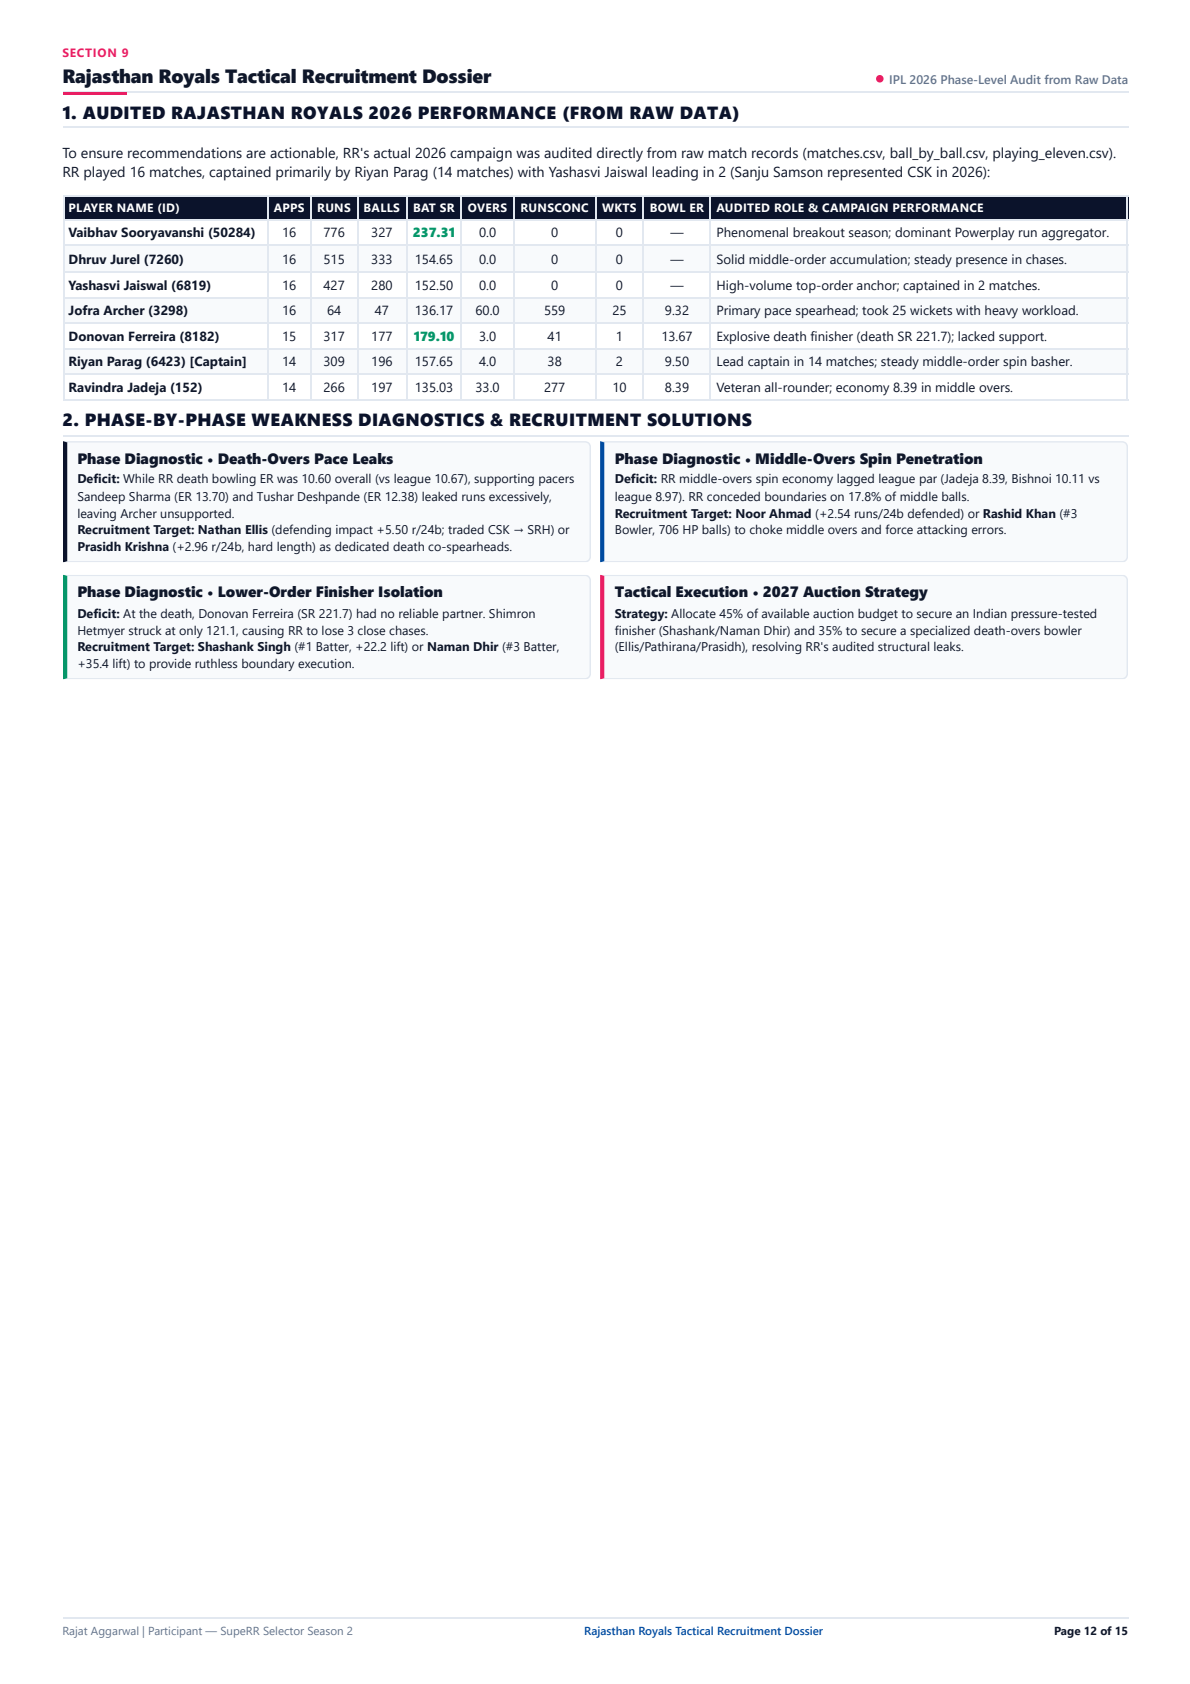 SECTION 9
Rajasthan Royals Tactical Recruitment Dossier
IPL 2026 Phase-Level Audit from Raw Data
1. AUDITED RAJASTHAN ROYALS 2026 PERFORMANCE (FROM RAW DATA)
To ensure recommendations are actionable, RR's actual 2026 campaign was audited directly from raw match records (matches.csv, ball_by_ball.csv, playing_eleven.csv).
RR played 16 matches, captained primarily by Riyan Parag (14 matches) with Yashasvi Jaiswal leading in 2 (Sanju Samson represented CSK in 2026):
PLAYER NAME (ID) APPS RUNS BALLS BAT SR OVERS RUNSCONC WKTS BOWL ER AUDITED ROLE & CAMPAIGN PERFORMANCE
Vaibhav Sooryavanshi (50284) 16 776 327 237.31 0.0 0 0 — Phenomenal breakout season; dominant Powerplay run aggregator.
Dhruv Jurel (7260) 16 515 333 154.65 0.0 0 0 — Solid middle-order accumulation; steady presence in chases.
Yashasvi Jaiswal (6819) 16 427 280 152.50 0.0 0 0 — High-volume top-order anchor; captained in 2 matches.
Jofra Archer (3298) 16 64 47 136.17 60.0 559 25 9.32 Primary pace spearhead; took 25 wickets with heavy workload.
Donovan Ferreira (8182) 15 317 177 179.10 3.0 41 1 13.67 Explosive death finisher (death SR 221.7); lacked support.
Riyan Parag (6423) [Captain] 14 309 196 157.65 4.0 38 2 9.50 Lead captain in 14 matches; steady middle-order spin basher.
Ravindra Jadeja (152) 14 266 197 135.03 33.0 277 10 8.39 Veteran all-rounder; economy 8.39 in middle overs.
2. PHASE-BY-PHASE WEAKNESS DIAGNOSTICS & RECRUITMENT SOLUTIONS
Phase Diagnostic • Death-Overs Pace Leaks
Deficit: While RR death bowling ER was 10.60 overall (vs league 10.67), supporting pacers
Sandeep Sharma (ER 13.70) and Tushar Deshpande (ER 12.38) leaked runs excessively,
leaving Archer unsupported.
Recruitment Target: Nathan Ellis (defending impact +5.50 r/24b; traded CSK → SRH) or
Prasidh Krishna (+2.96 r/24b, hard length) as dedicated death co-spearheads.
Phase Diagnostic • Middle-Overs Spin Penetration
Deficit: RR middle-overs spin economy lagged league par (Jadeja 8.39, Bishnoi 10.11 vs
league 8.97). RR conceded boundaries on 17.8% of middle balls.
Recruitment Target: Noor Ahmad (+2.54 runs/24b defended) or Rashid Khan (#3
Bowler, 706 HP balls) to choke middle overs and force attacking errors.
Phase Diagnostic • Lower-Order Finisher Isolation
Deficit: At the death, Donovan Ferreira (SR 221.7) had no reliable partner. Shimron
Hetmyer struck at only 121.1, causing RR to lose 3 close chases.
Recruitment Target: Shashank Singh (#1 Batter, +22.2 lift) or Naman Dhir (#3 Batter,
+35.4 lift) to provide ruthless boundary execution.
Tactical Execution • 2027 Auction Strategy
Strategy: Allocate 45% of available auction budget to secure an Indian pressure-tested
finisher (Shashank/Naman Dhir) and 35% to secure a specialized death-overs bowler
(Ellis/Pathirana/Prasidh), resolving RR's audited structural leaks.
Rajat Aggarwal | Participant — SupeRR Selector Season 2
Rajasthan Royals Tactical Recruitment Dossier
Page 12 of 15